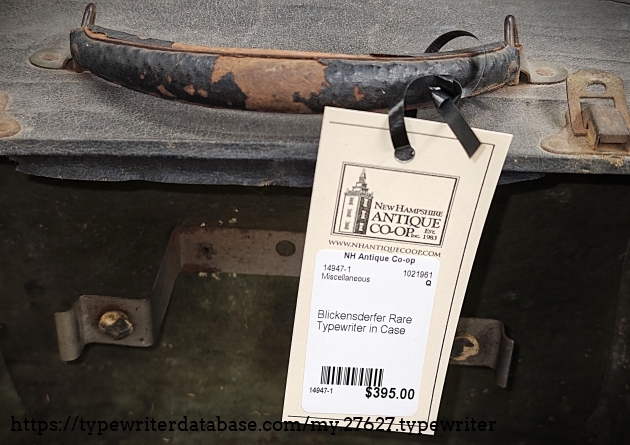 NEW HAMPSHIRE
ANTIQUE
CO-OP, EST.
INC. 1983
WWW.NHANTIQUECOOP.COM
NH Antique Co-op
14947-1 1021961
Miscellaneous Q
Blickensderfer Rare
Typewriter in Case
14947-1 $395.00
https://typewriterdatabase.com/my.27627.typewriter